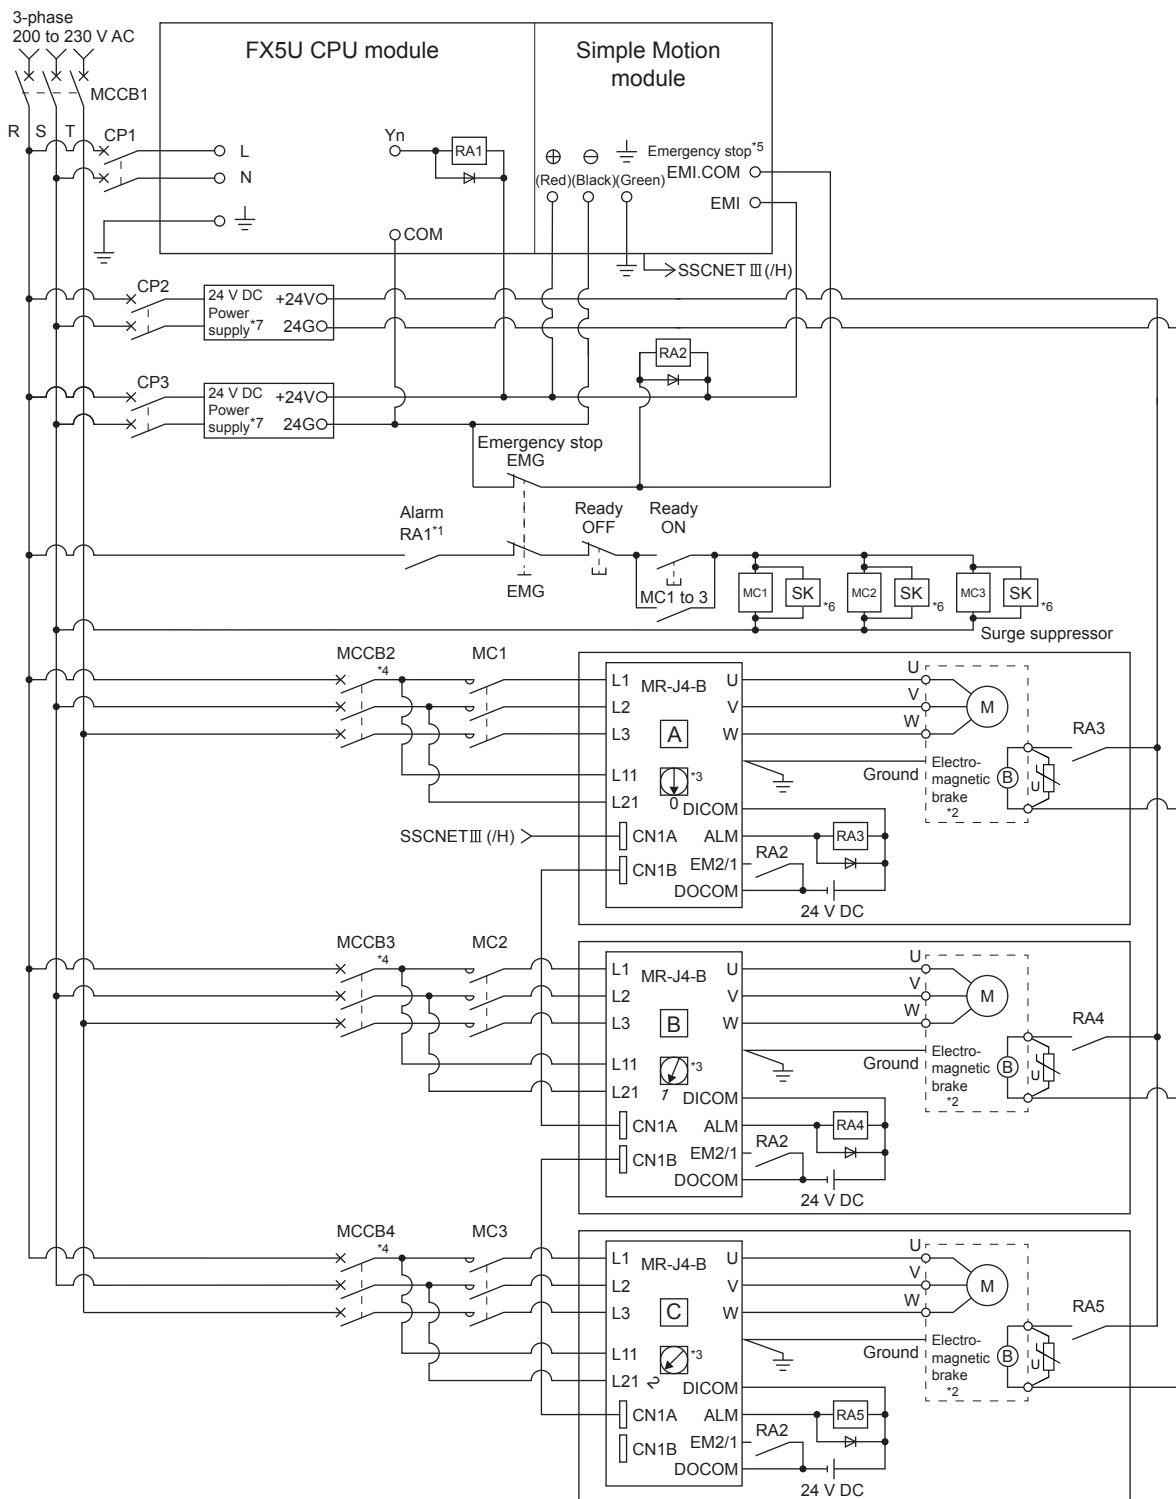 3-phase
200 to 230 V AC
MCCB1
R S T
CP1
FX5U CPU module
Simple Motion
module
L
N
Yn
RA1
COM
Emergency stop*5
EMI.COM
EMI
(Red) (Black) (Green)
SSCNET III (/H)
CP2
24 V DC
Power
supply*7
+24V
24G
RA2
CP3
24 V DC
Power
supply*7
+24V
24G
Emergency stop
EMG
Alarm
RA1*1
EMG
Ready
OFF
Ready
ON
MC1 to 3
MC1
SK
*6
MC2
SK
*6
MC3
SK
*6
Surge suppressor
MCCB2
*4
MC1
L1
L2
L3
L11
L21
MR-J4-B
A
*3
0
U
V
W
U
V
W
M
Ground
Electro-
magnetic
brake
*2
B
U
RA3
DICOM
ALM
EM2/1
DOCOM
RA3
RA2
24 V DC
SSCNET III (/H)
CN1A
CN1B
MCCB3
*4
MC2
L1
L2
L3
L11
L21
MR-J4-B
B
*3
1
U
V
W
U
V
W
M
Ground
Electro-
magnetic
brake
*2
B
U
RA4
DICOM
ALM
EM2/1
DOCOM
RA4
RA2
24 V DC
CN1A
CN1B
MCCB4
*4
MC3
L1
L2
L3
L11
L21
MR-J4-B
C
*3
2
U
V
W
U
V
W
M
Ground
Electro-
magnetic
brake
*2
B
U
RA5
DICOM
ALM
EM2/1
DOCOM
RA5
RA2
24 V DC
CN1A
CN1B